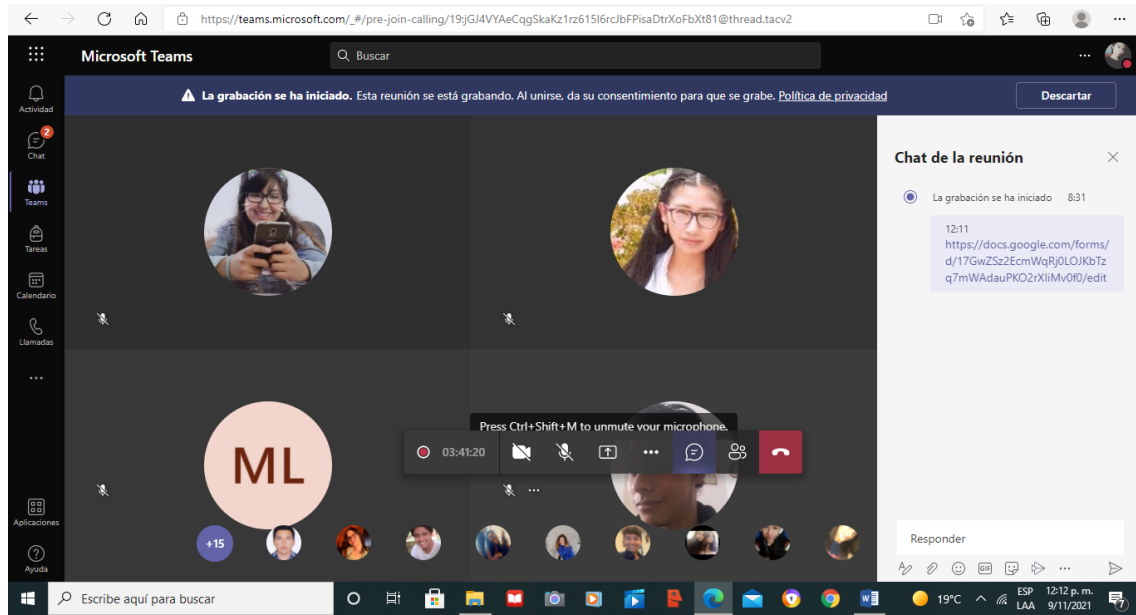 https://teams.microsoft.com/_#/pre-join-calling/19:jGJ4VYAeCqgSkaKz1rz615l6rcJbFPisaDtrXoFbXt81@thread.tacv2
Microsoft Teams
Buscar
Actividad
2
Chat
Teams
Tareas
Calendario
Llamadas
Aplicaciones
Ayuda
La grabación se ha iniciado. Esta reunión se está grabando. Al unirse, da su consentimiento para que se grabe. Política de privacidad
Descartar
ML
Press Ctrl+Shift+M to unmute your microphone.
03:41:20
+15
Chat de la reunión
La grabación se ha iniciado 8:31
12:11
https://docs.google.com/forms/
d/17GwZSz2EcmWqRj0LOJKbTz
q7mWAdauPKO2rXliMv0f0/edit
Responder
GIF
Escribe aquí para buscar
19°C
ESP
LAA
12:12 p. m.
9/11/2021